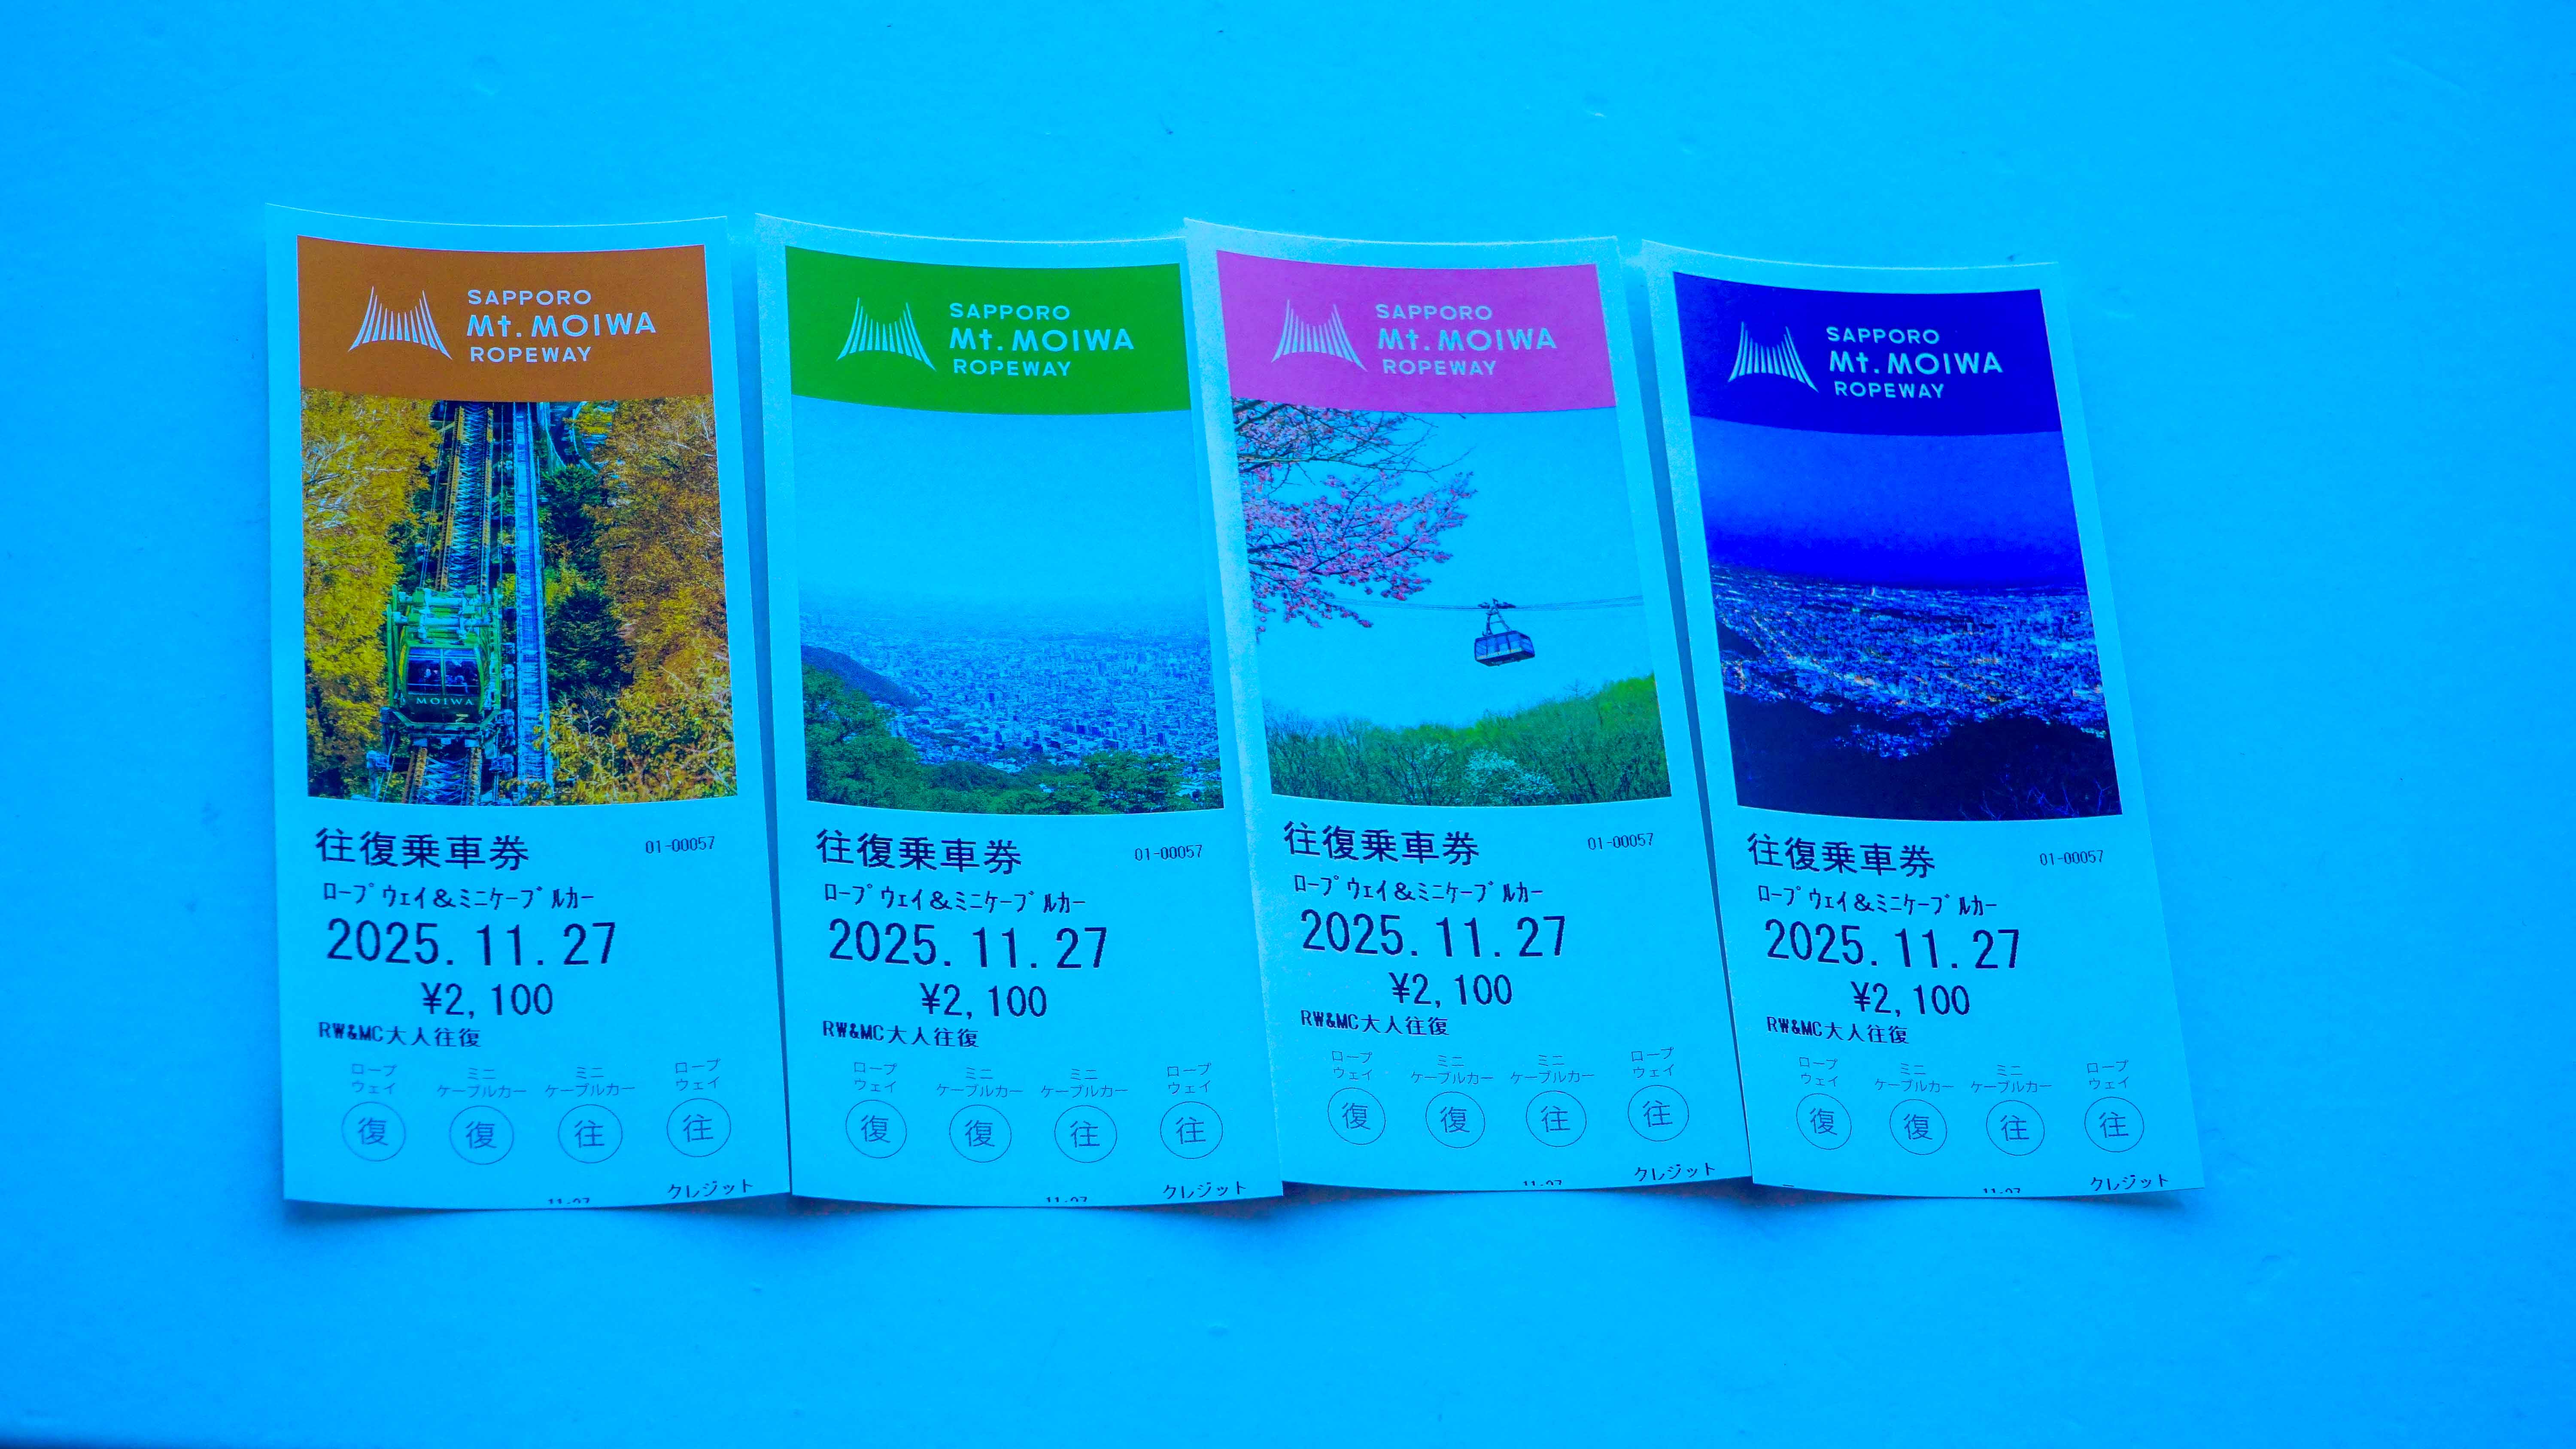 SAPPORO
Mt. MOIWA
ROPEWAY
MOIWA
往復乗車券
01-00057
ロープウェイ&ミニケーブルカー
2025.11.27
¥2,100
RW&MC大人往復
ロープ ウェイ
ミニ ケーブルカー
ミニ ケーブルカー
ロープ ウェイ
復
復
往
往
クレジット
SAPPORO
Mt. MOIWA
ROPEWAY
往復乗車券
01-00057
ロープウェイ&ミニケーブルカー
2025.11.27
¥2,100
RW&MC大人往復
ロープ ウェイ
ミニ ケーブルカー
ミニ ケーブルカー
ロープ ウェイ
復
復
往
往
クレジット
SAPPORO
Mt. MOIWA
ROPEWAY
往復乗車券
01-00057
ロープウェイ&ミニケーブルカー
2025.11.27
¥2,100
RW&MC大人往復
ロープ ウェイ
ミニ ケーブルカー
ミニ ケーブルカー
ロープ ウェイ
復
復
往
往
クレジット
SAPPORO
Mt. MOIWA
ROPEWAY
往復乗車券
01-00057
ロープウェイ&ミニケーブルカー
2025.11.27
¥2,100
RW&MC大人往復
ロープ ウェイ
ミニ ケーブルカー
ミニ ケーブルカー
ロープ ウェイ
復
復
往
往
クレジット